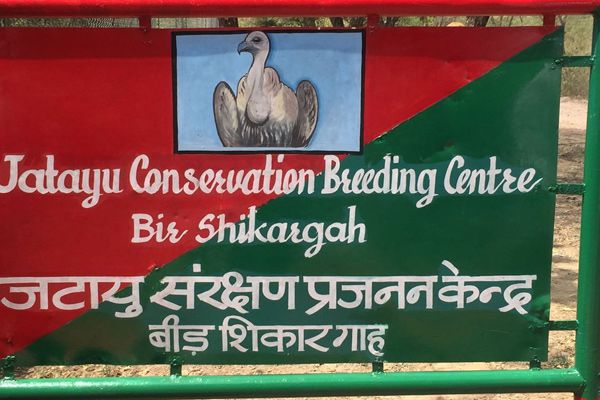 Jatayu Conservation Breeding Centre
Bir Shikargah
जटायु संरक्षण प्रजनन केन्द्र
बीड़ शिकारगाह